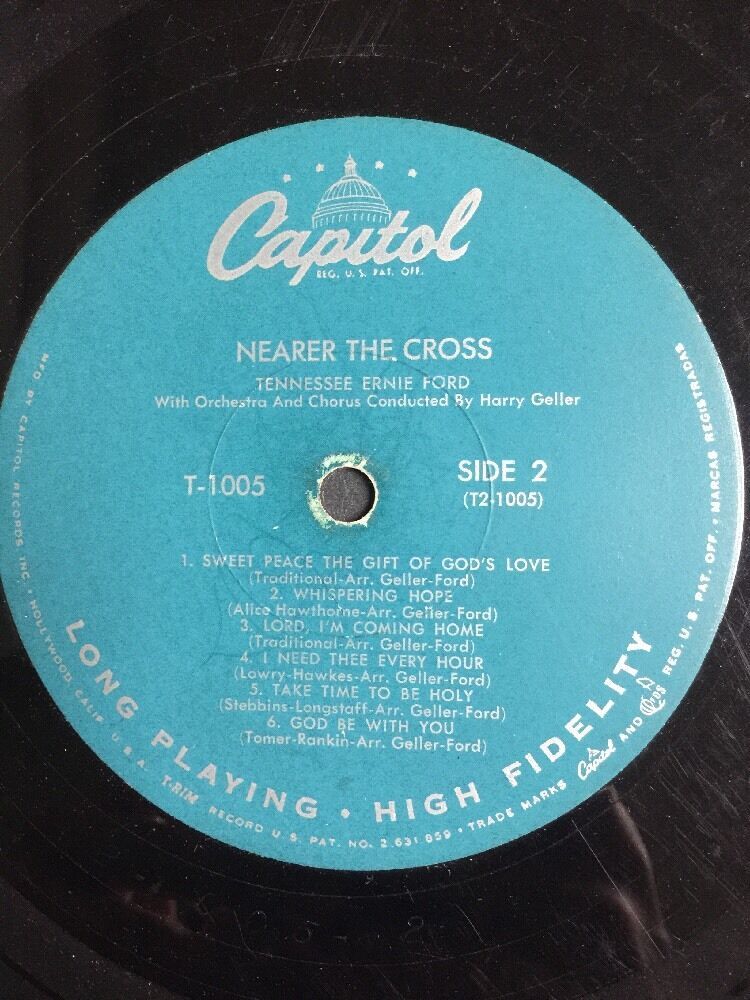 Capitol
REG. U. S. PAT. OFF.
NEARER THE CROSS
TENNESSEE ERNIE FORD
With Orchestra And Chorus Conducted By Harry Geller
T-1005
SIDE 2
(T2-1005)
1. SWEET PEACE THE GIFT OF GOD'S LOVE
(Traditional-Arr. Geller-Ford)
2. WHISPERING HOPE
(Alice Hawthorne-Arr. Geller-Ford)
3. LORD, I'M COMING HOME
(Traditional-Arr. Geller-Ford)
4. I NEED THEE EVERY HOUR
(Lowry-Hawkes-Arr. Geller-Ford)
5. TAKE TIME TO BE HOLY
(Stebbins-Longstaff-Arr. Geller-Ford)
6. GOD BE WITH YOU
(Tomer-Rankin-Arr. Geller-Ford)
LONG PLAYING • HIGH FIDELITY
MFD. BY CAPITOL RECORDS INC. • HOLLYWOOD, CALIF. U. S. A. T-RIM RECORD U. S. PAT. NO. 2,631,859 • TRADE MARKS Capitol AND FDS REG. U. S. PAT. OFF. • MARCAS REGISTRADAS